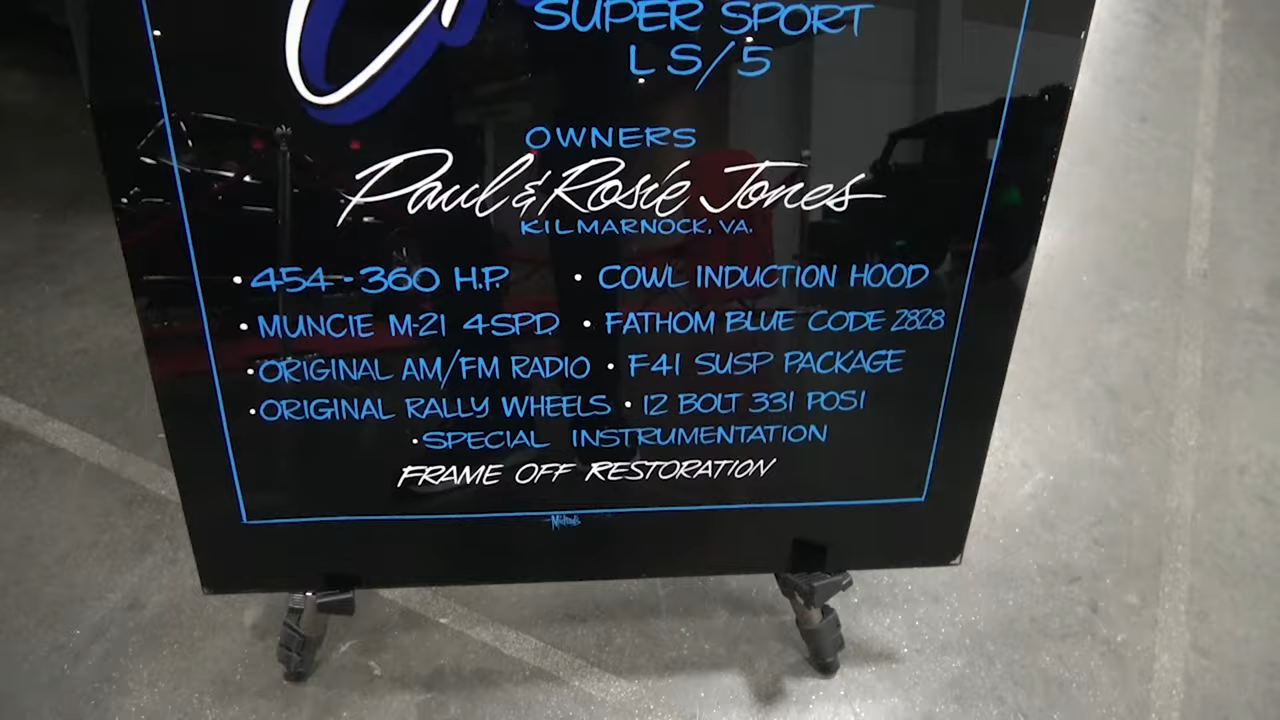 SUPER SPORT
LS/5
OWNERS
Paul & Rosie Jones
KILMARNOCK, VA.
• 454-360 H.P. • COWL INDUCTION HOOD
• MUNCIE M-21 4SPD • FATHOM BLUE CODE 2828
• ORIGINAL AM/FM RADIO • F41 SUSP PACKAGE
• ORIGINAL RALLY WHEELS • 12 BOLT 331 POSI
• SPECIAL INSTRUMENTATION
FRAME OFF RESTORATION